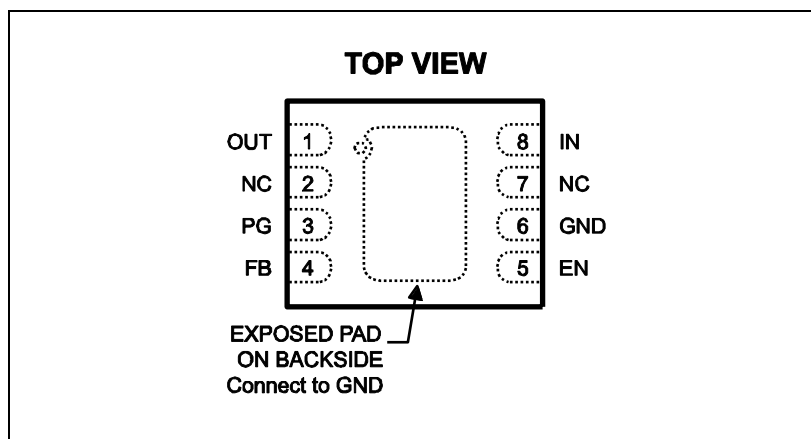 TOP VIEW
OUT 1 8 IN
NC 2 7 NC
PG 3 6 GND
FB 4 5 EN
EXPOSED PAD
ON BACKSIDE
Connect to GND